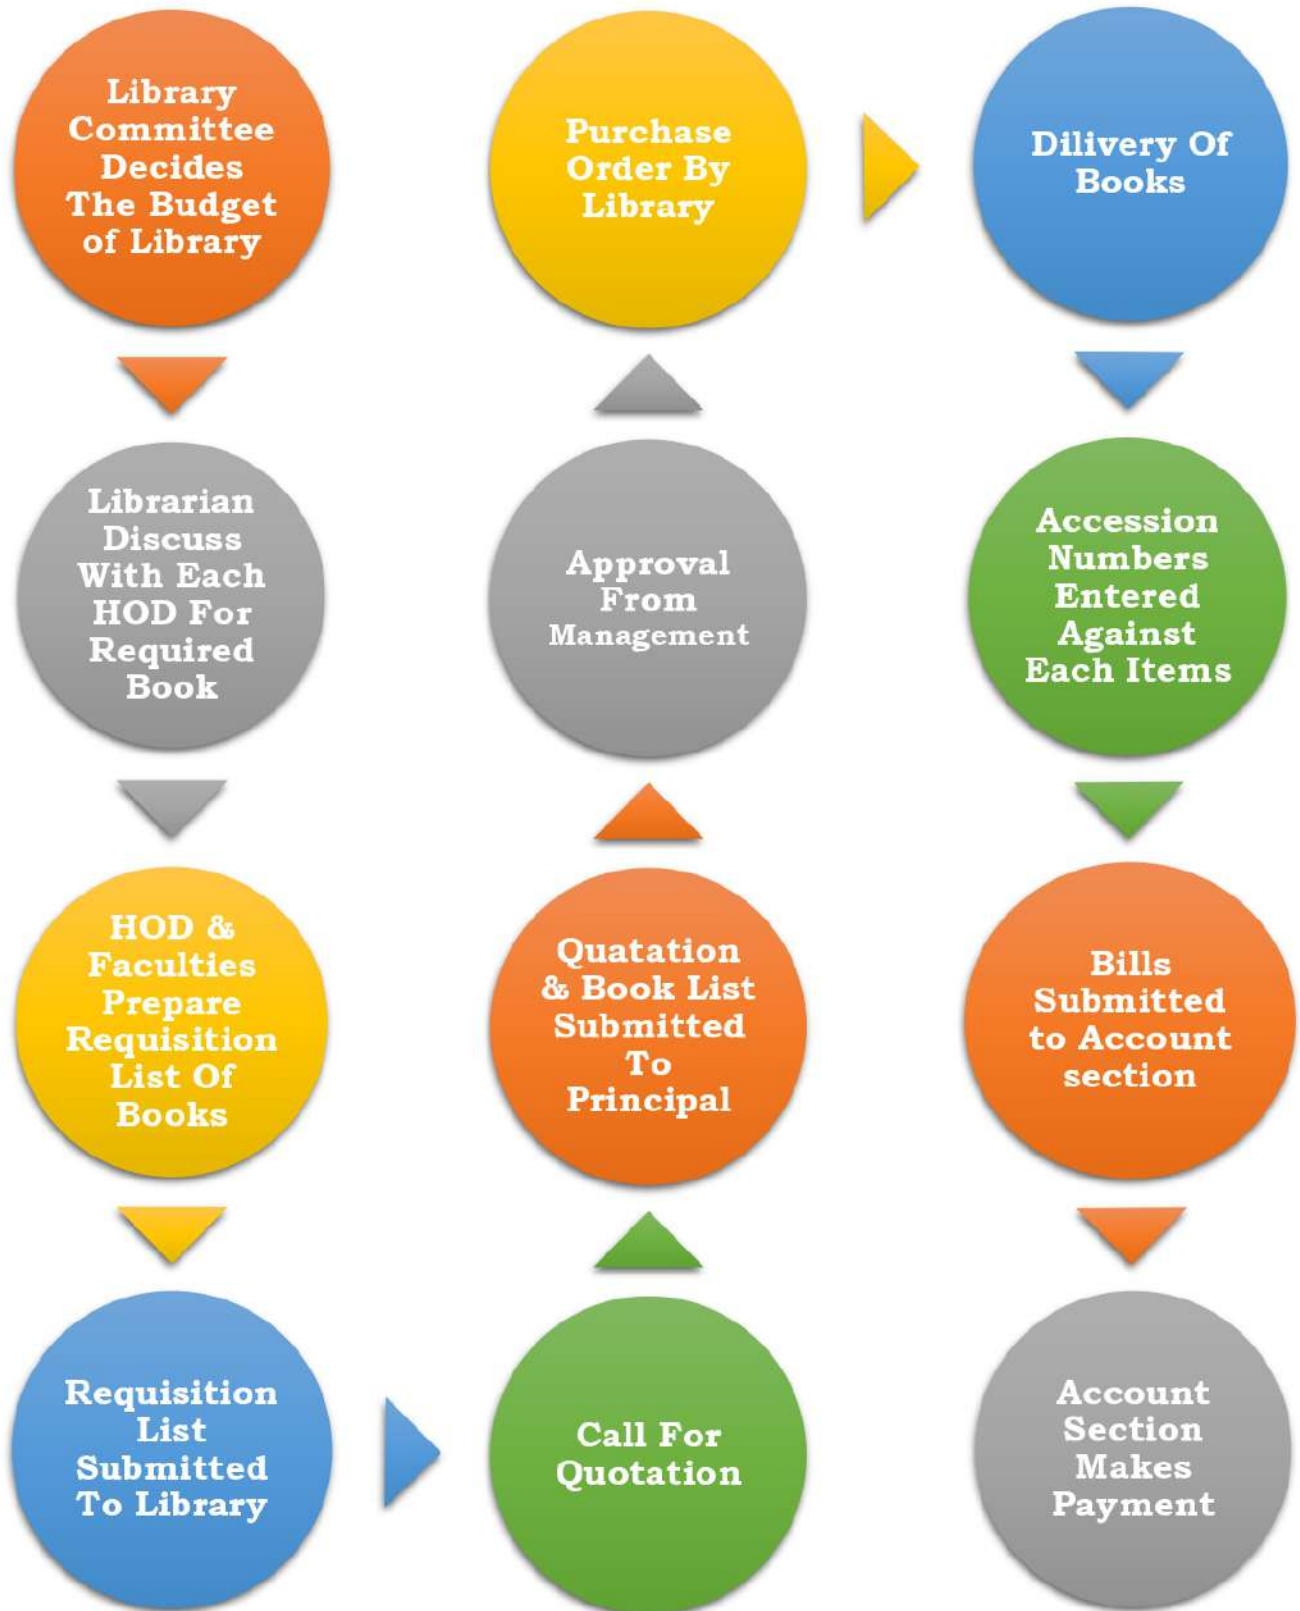 Library
Committee
Decides
The Budget
of Library
Librarian
Discuss
With Each
HOD For
Required
Book
HOD &
Faculties
Prepare
Requisition
List Of
Books
Requisition
List
Submitted
To Library
Call For
Quotation
Quatation
& Book List
Submitted
To
Principal
Approval
From
Management
Purchase
Order By
Library
Dilivery Of
Books
Accession
Numbers
Entered
Against
Each Items
Bills
Submitted
to Account
section
Account
Section
Makes
Payment